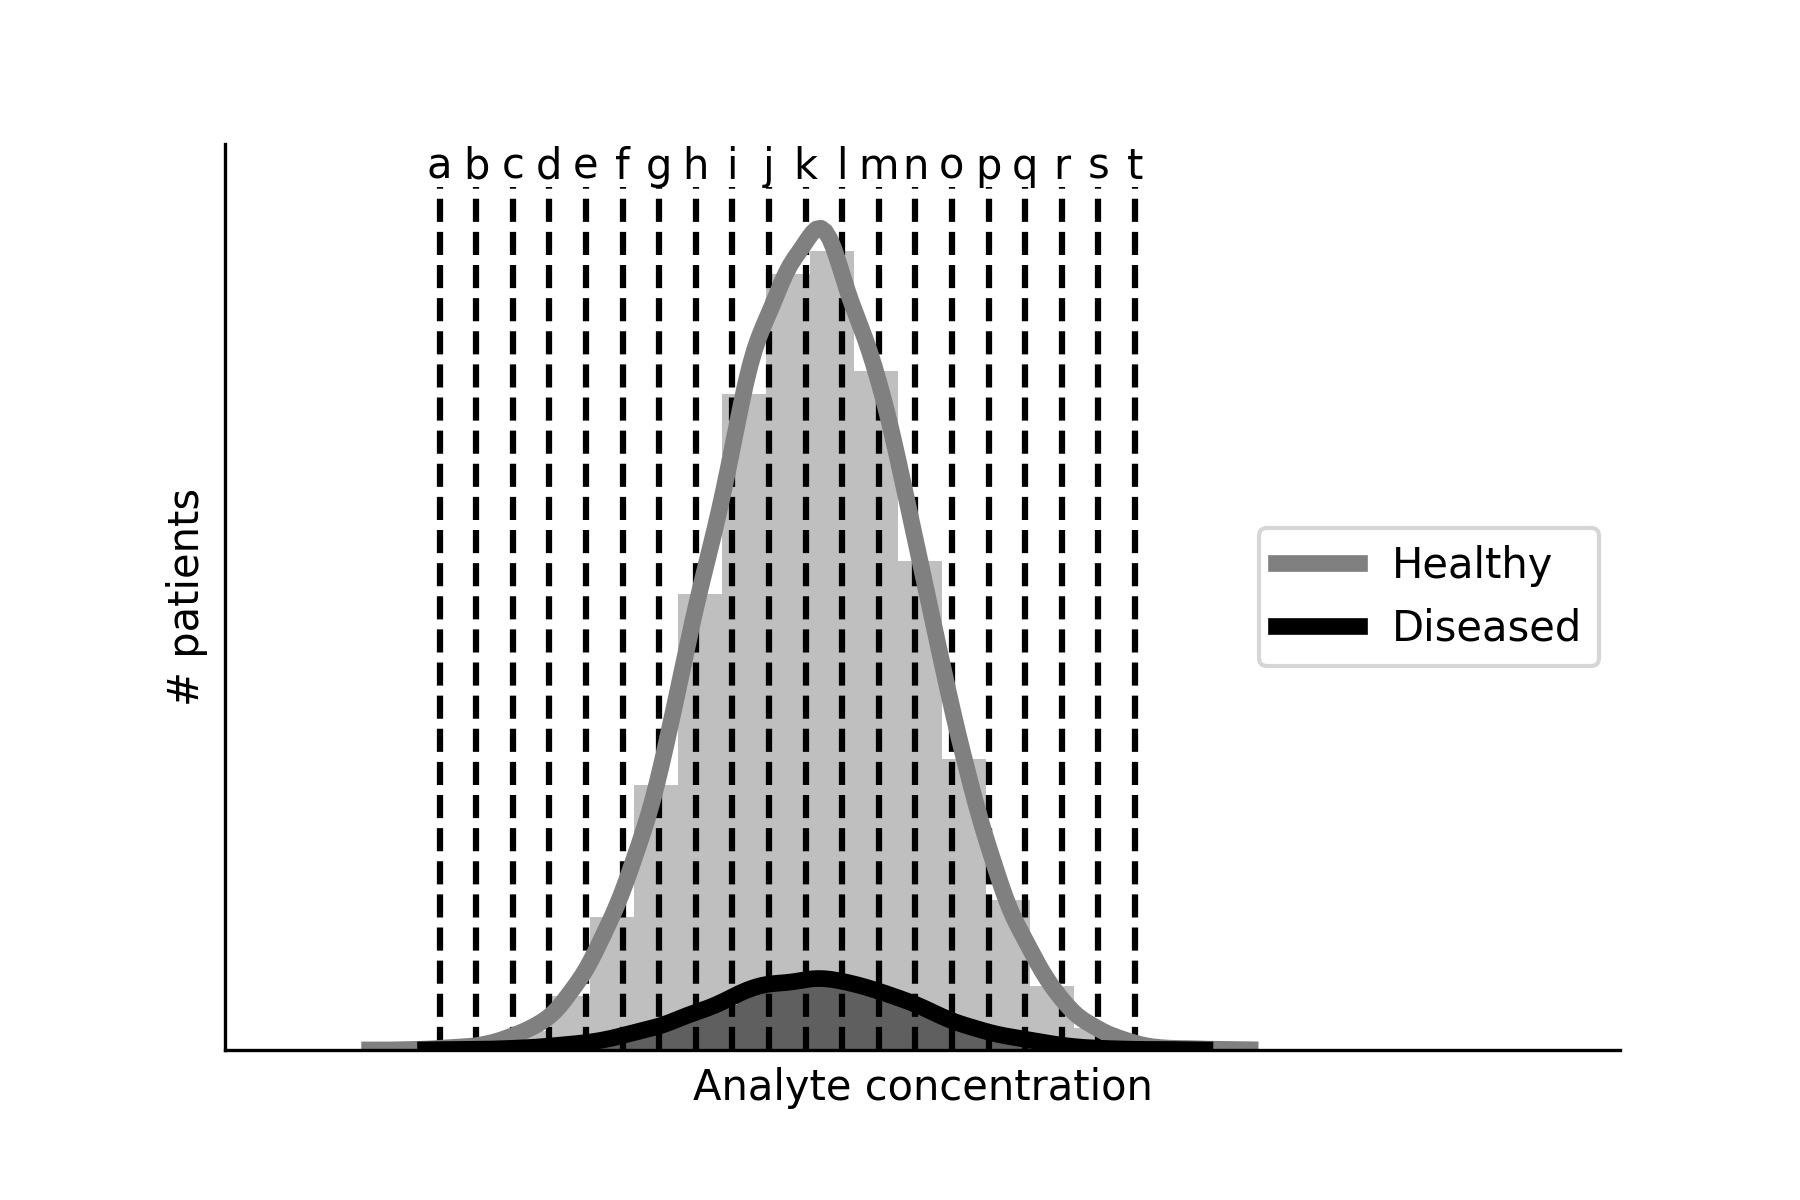 a b c d e f g h i j k l m n o p q r s t
# patients
Healthy
Diseased
Analyte concentration